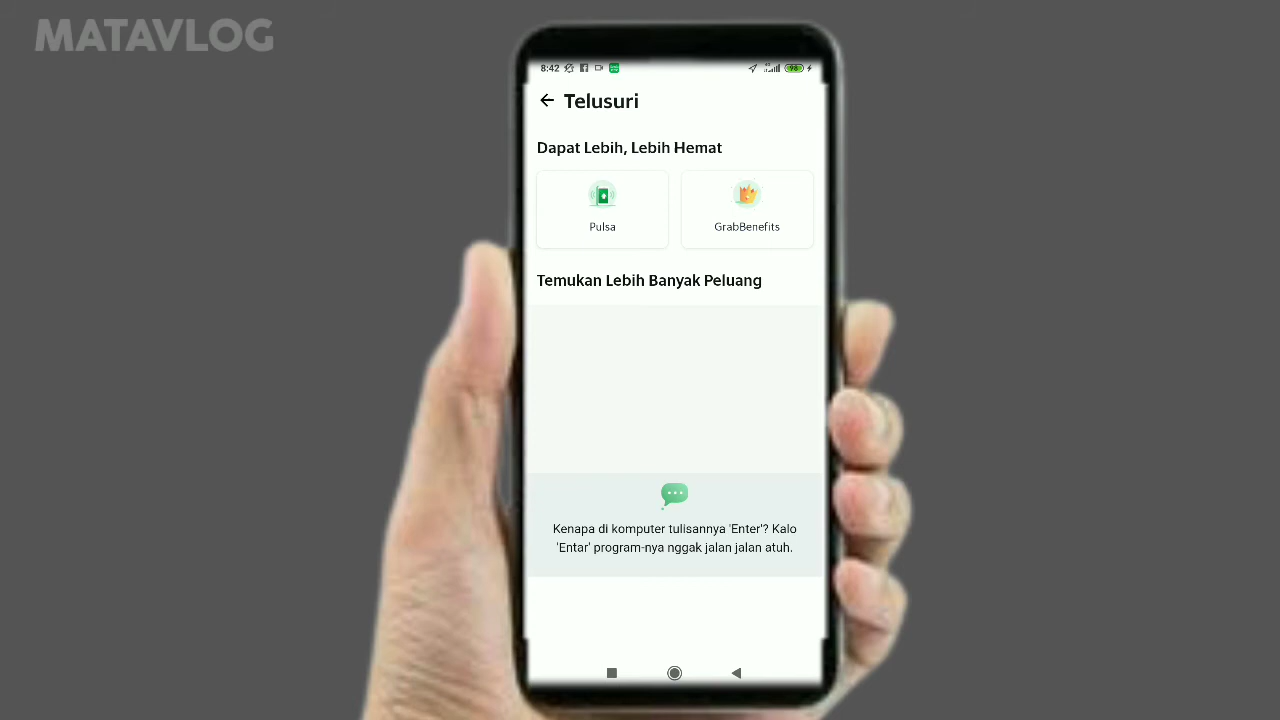 MATAVLOG
8:42
98
Telusuri
Dapat Lebih, Lebih Hemat
Pulsa
GrabBenefits
Temukan Lebih Banyak Peluang
Kenapa di komputer tulisannya 'Enter'? Kalo
'Entar' program-nya nggak jalan jalan atuh.